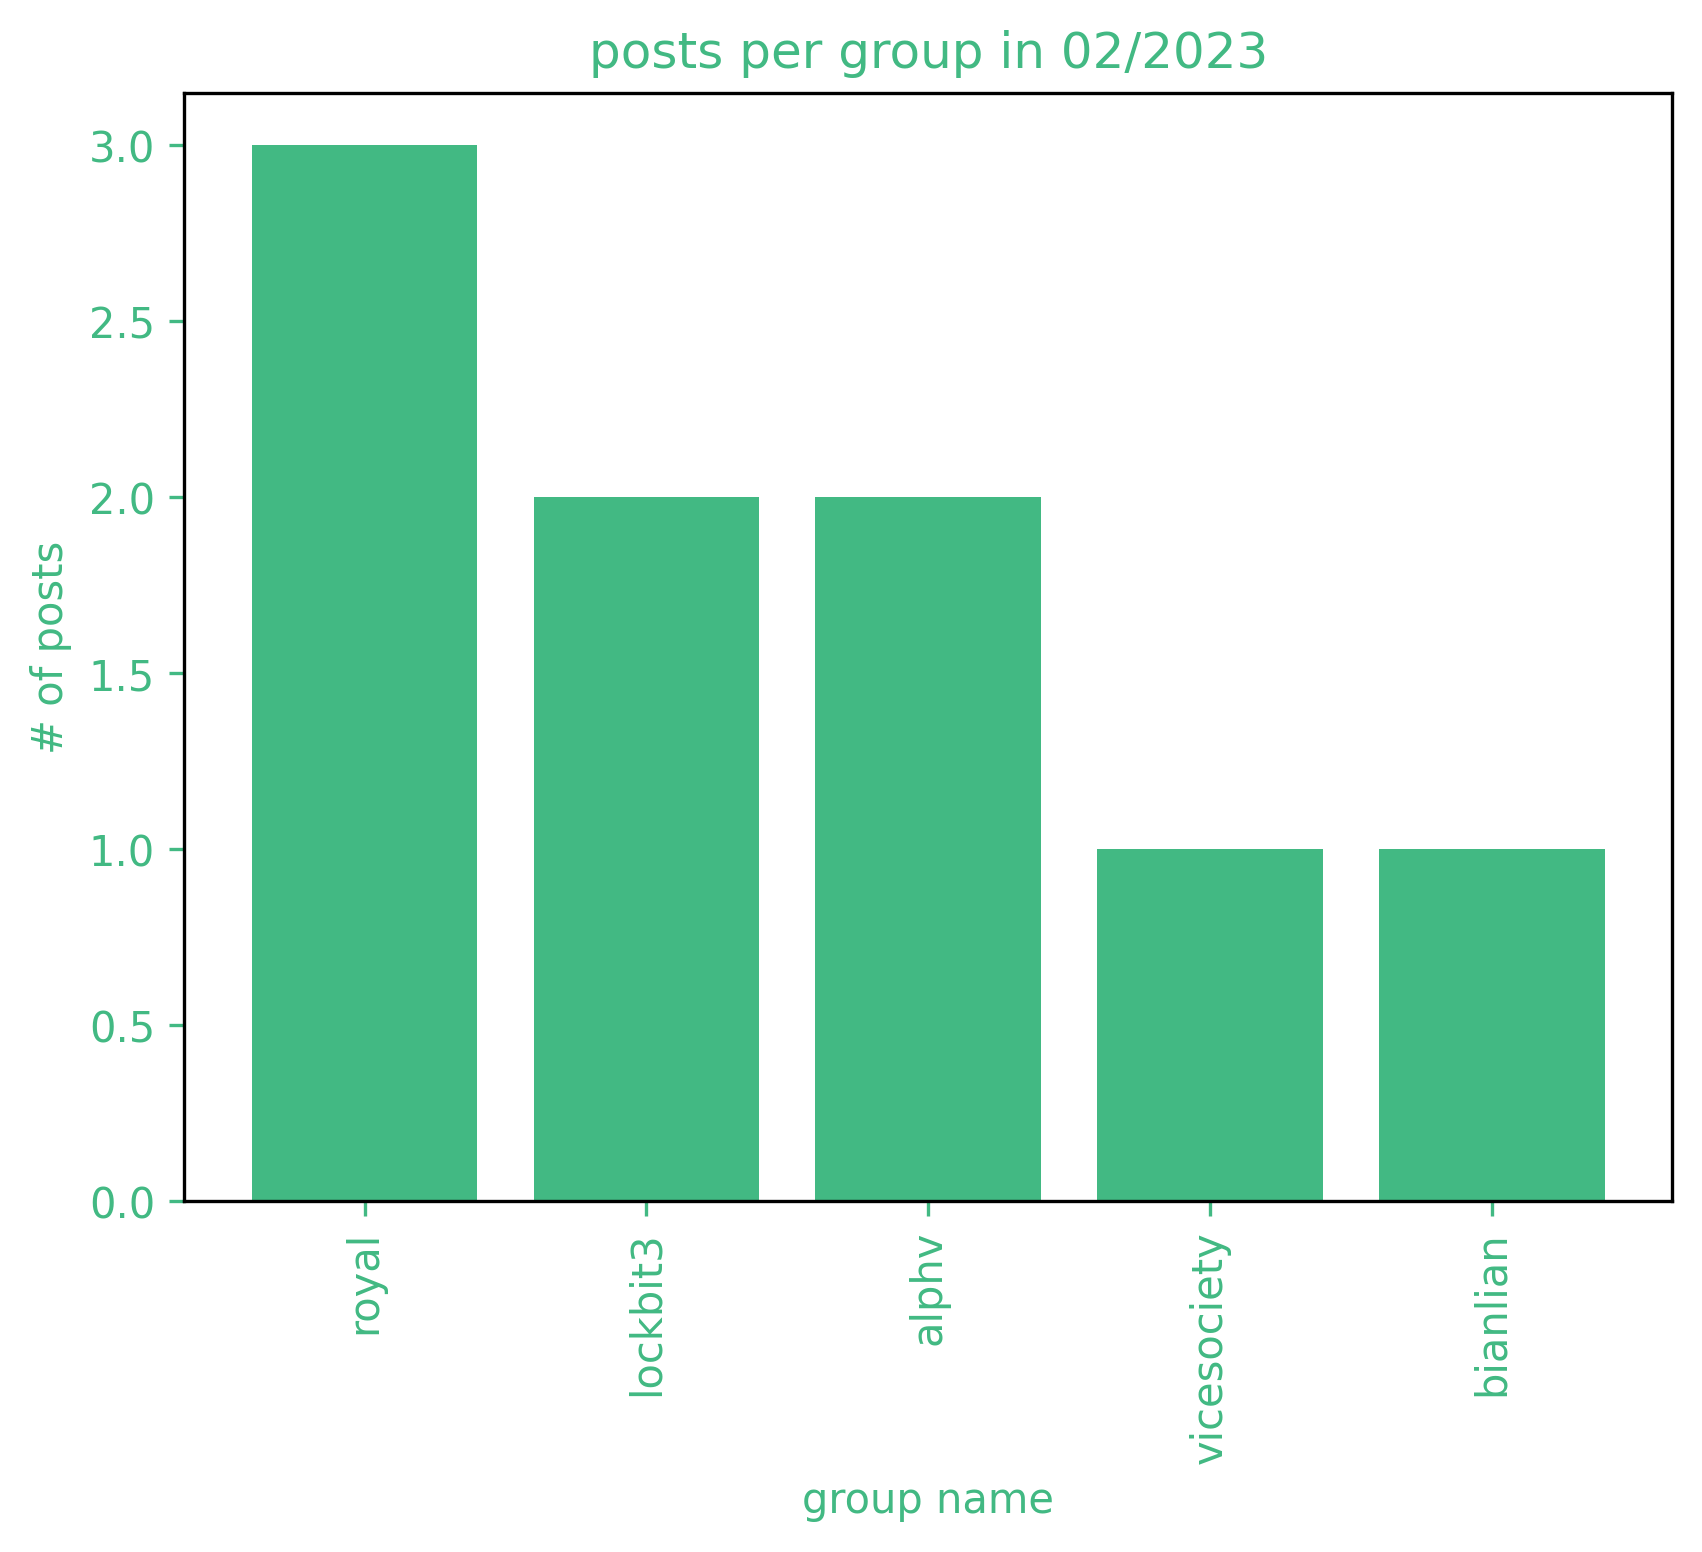 posts per group in 02/2023
3.0
2.5
2.0
1.5
1.0
0.5
0.0
# of posts
royal
lockbit3
alphv
vicesociety
bianlian
group name